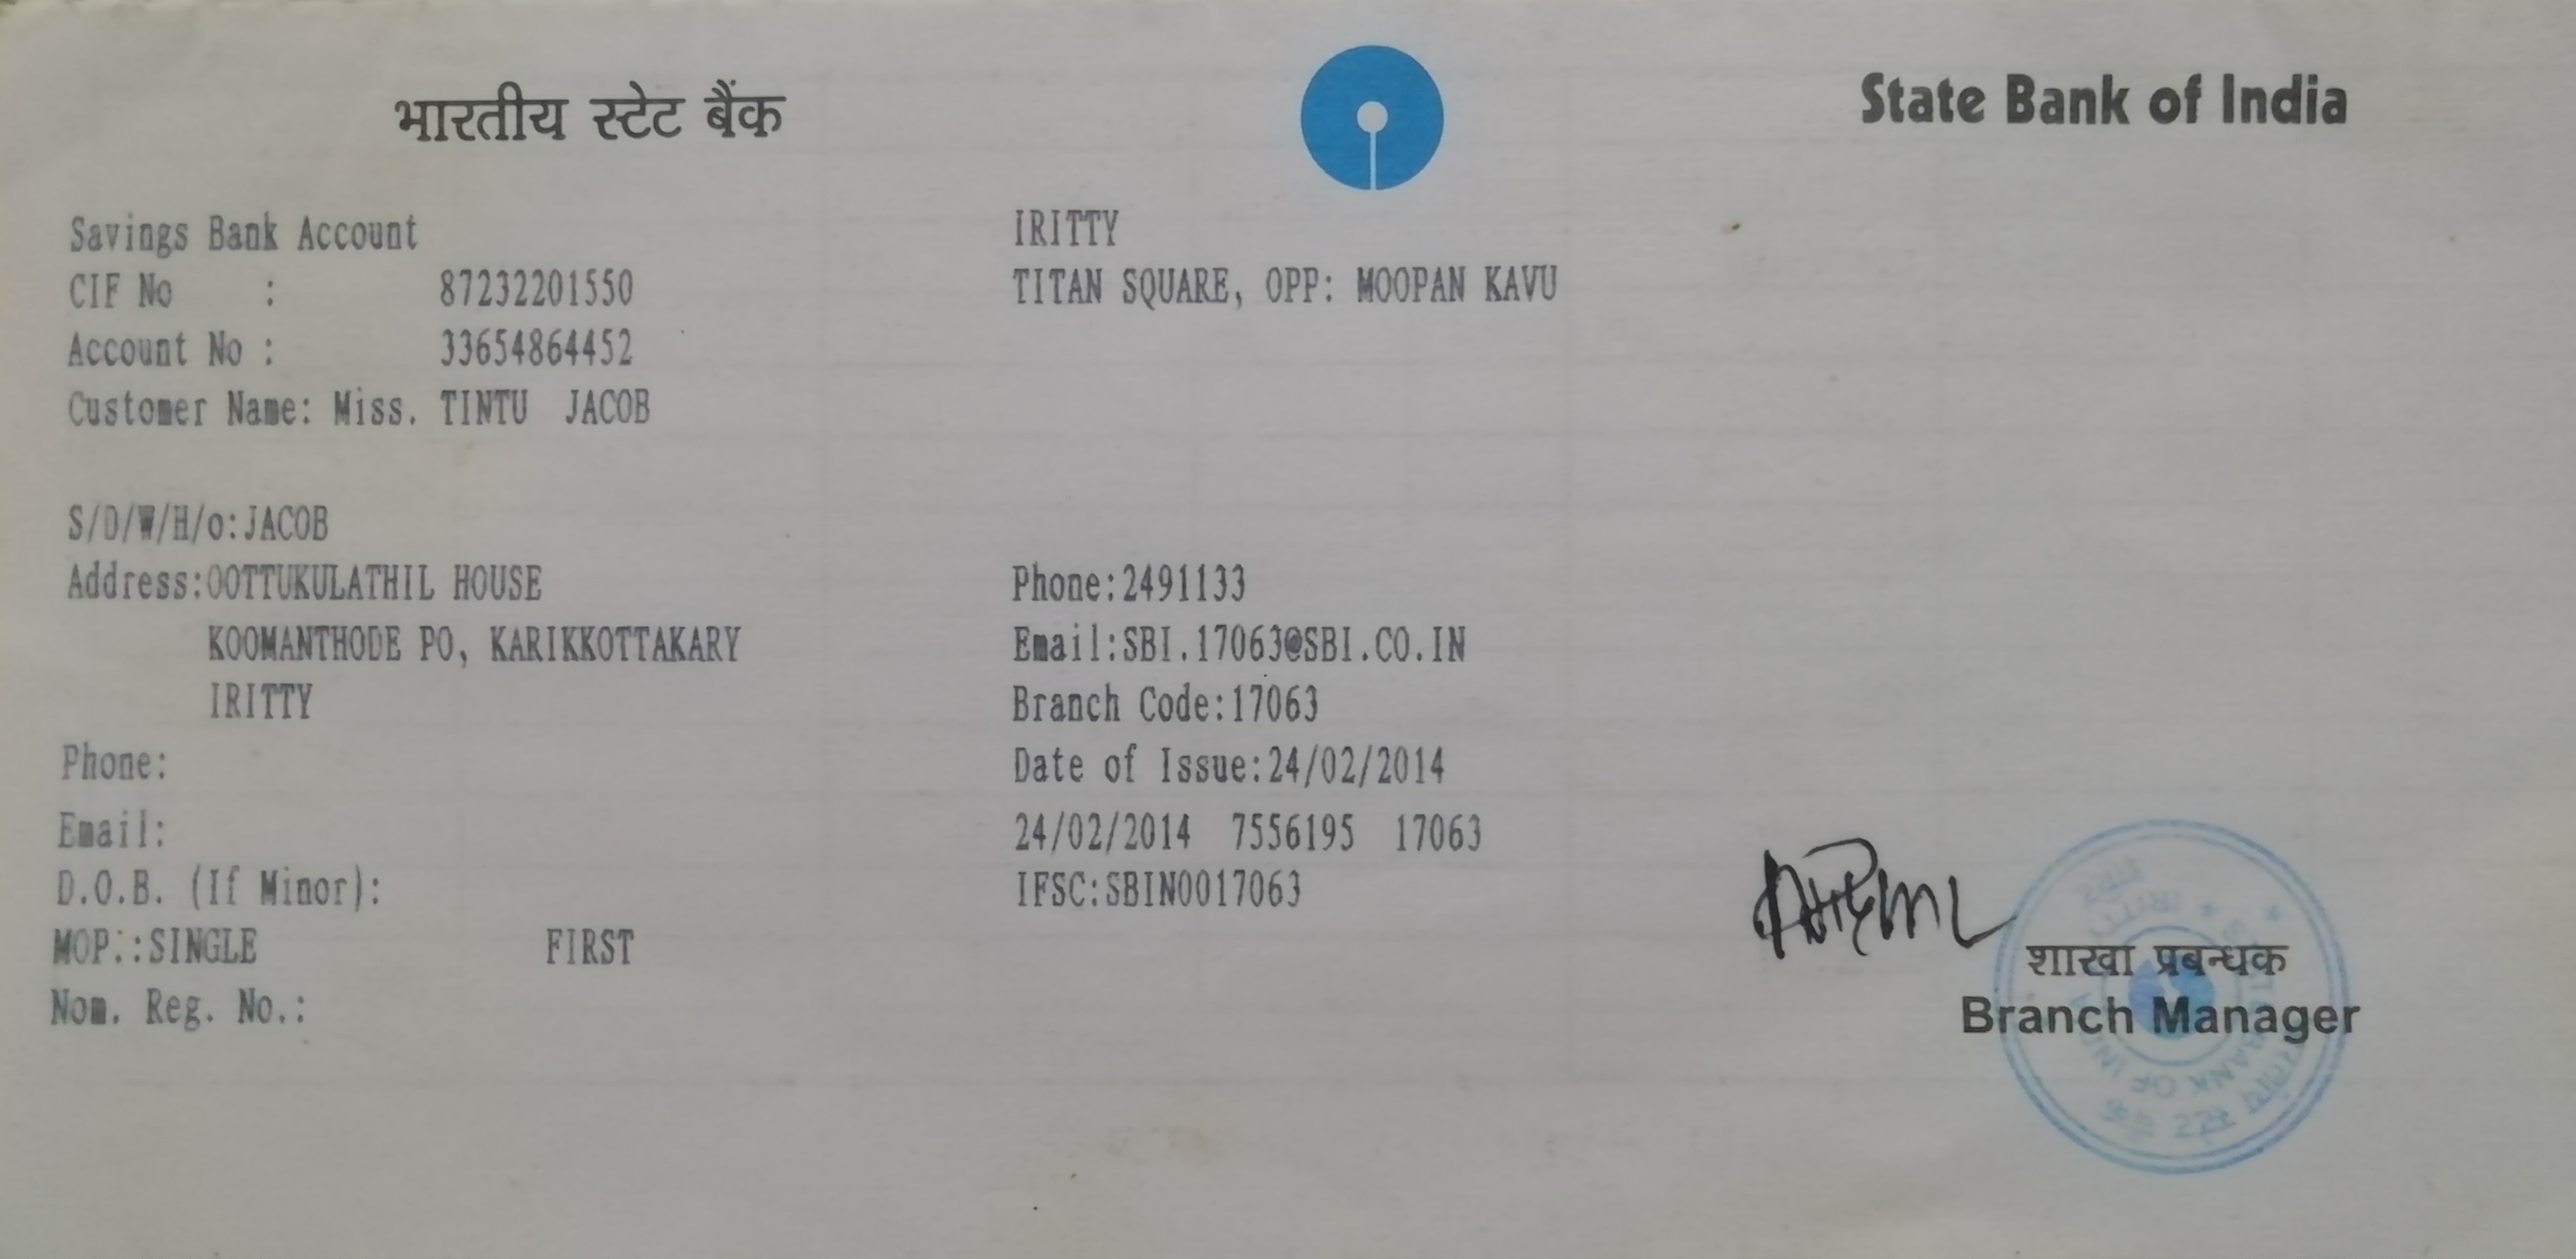 भारतीय स्टेट बैंक
State Bank of India
Savings Bank Account
CIF No : 87232201550
Account No : 33654864452
Customer Name: Miss. TINTU JACOB
S/D/W/H/o:JACOB
Address:OOTTUKULATHIL HOUSE
KOOMANTHODE PO, KARIKKOTTAKARY
IRITTY
Phone:
Email:
D.O.B. (If Minor):
MOP.::SINGLE FIRST
Nom. Reg. No.:
IRITTY
TITAN SQUARE, OPP: MOOPAN KAVU
Phone:2491133
Email:SBI.17063@SBI.CO.IN
Branch Code:17063
Date of Issue:24/02/2014
24/02/2014 7556195 17063
IFSC:SBIN0017063
शाखा प्रबन्धक
Branch Manager
BANK OF INDIA